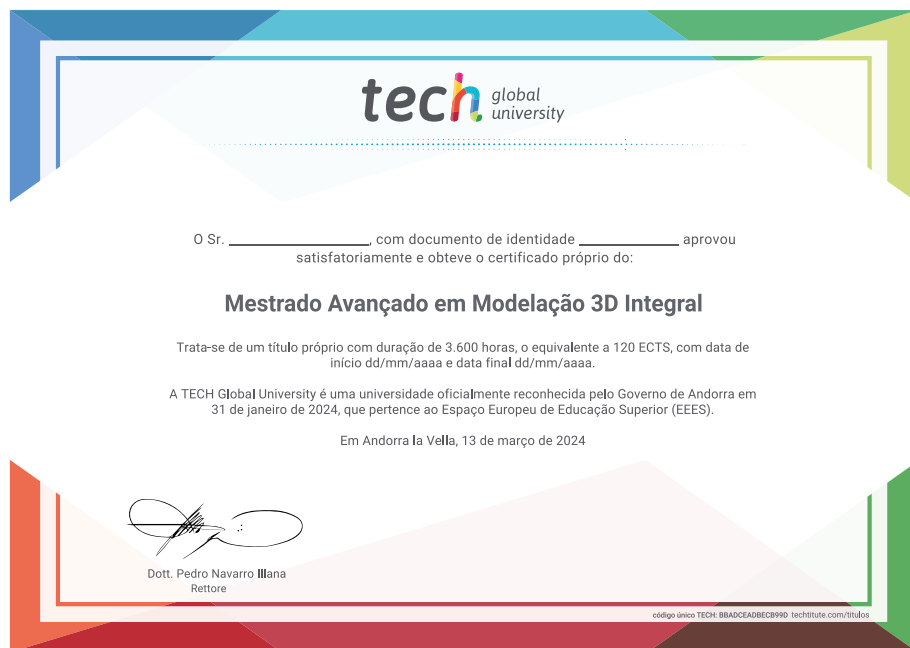 tech global
university
O Sr. ____________________, com documento de identidade ______________ aprovou
satisfatoriamente e obteve o certificado próprio do:
Mestrado Avançado em Modelação 3D Integral
Trata-se de um título próprio com duração de 3.600 horas, o equivalente a 120 ECTS, com data de
início dd/mm/aaaa e data final dd/mm/aaaa.
A TECH Global University é uma universidade oficialmente reconhecida pelo Governo de Andorra em
31 de janeiro de 2024, que pertence ao Espaço Europeu de Educação Superior (EEES).
Em Andorra la Vella, 13 de março de 2024
Dott. Pedro Navarro Illana
Rettore
código único TECH: BBADCEADBECB99D techtitute.com/titulos